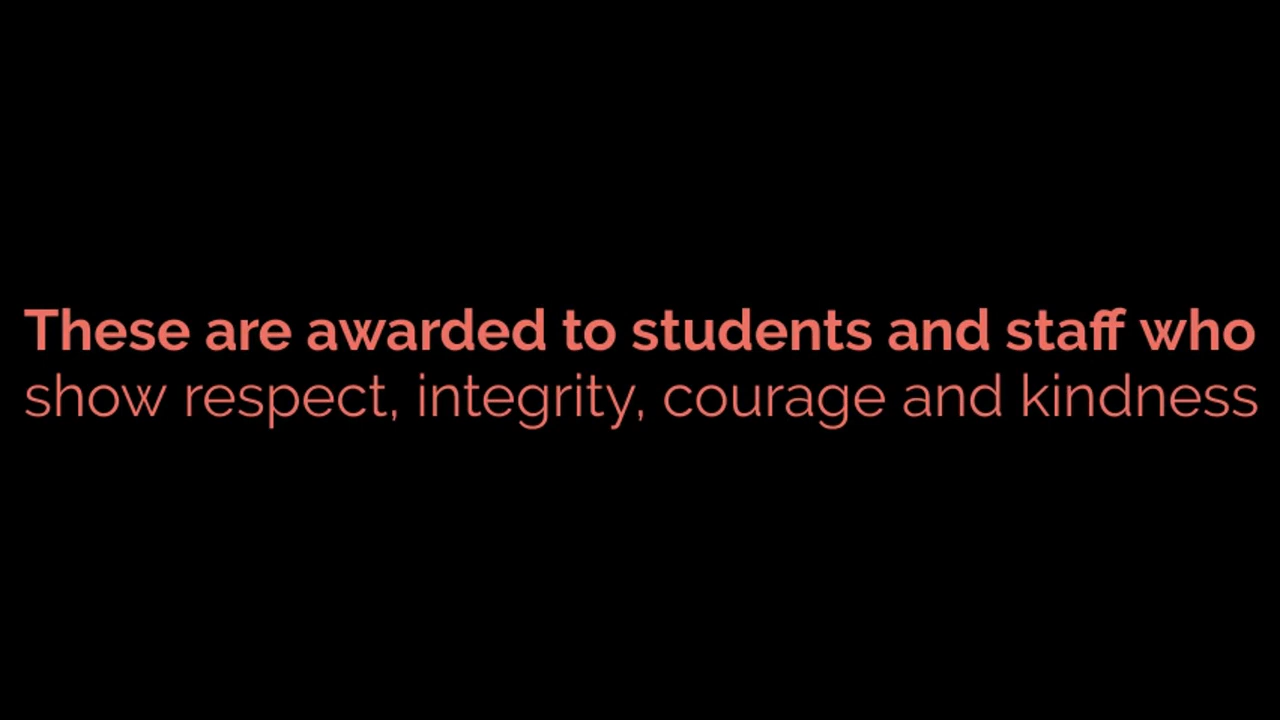 These are awarded to students and staff who
show respect, integrity, courage and kindness